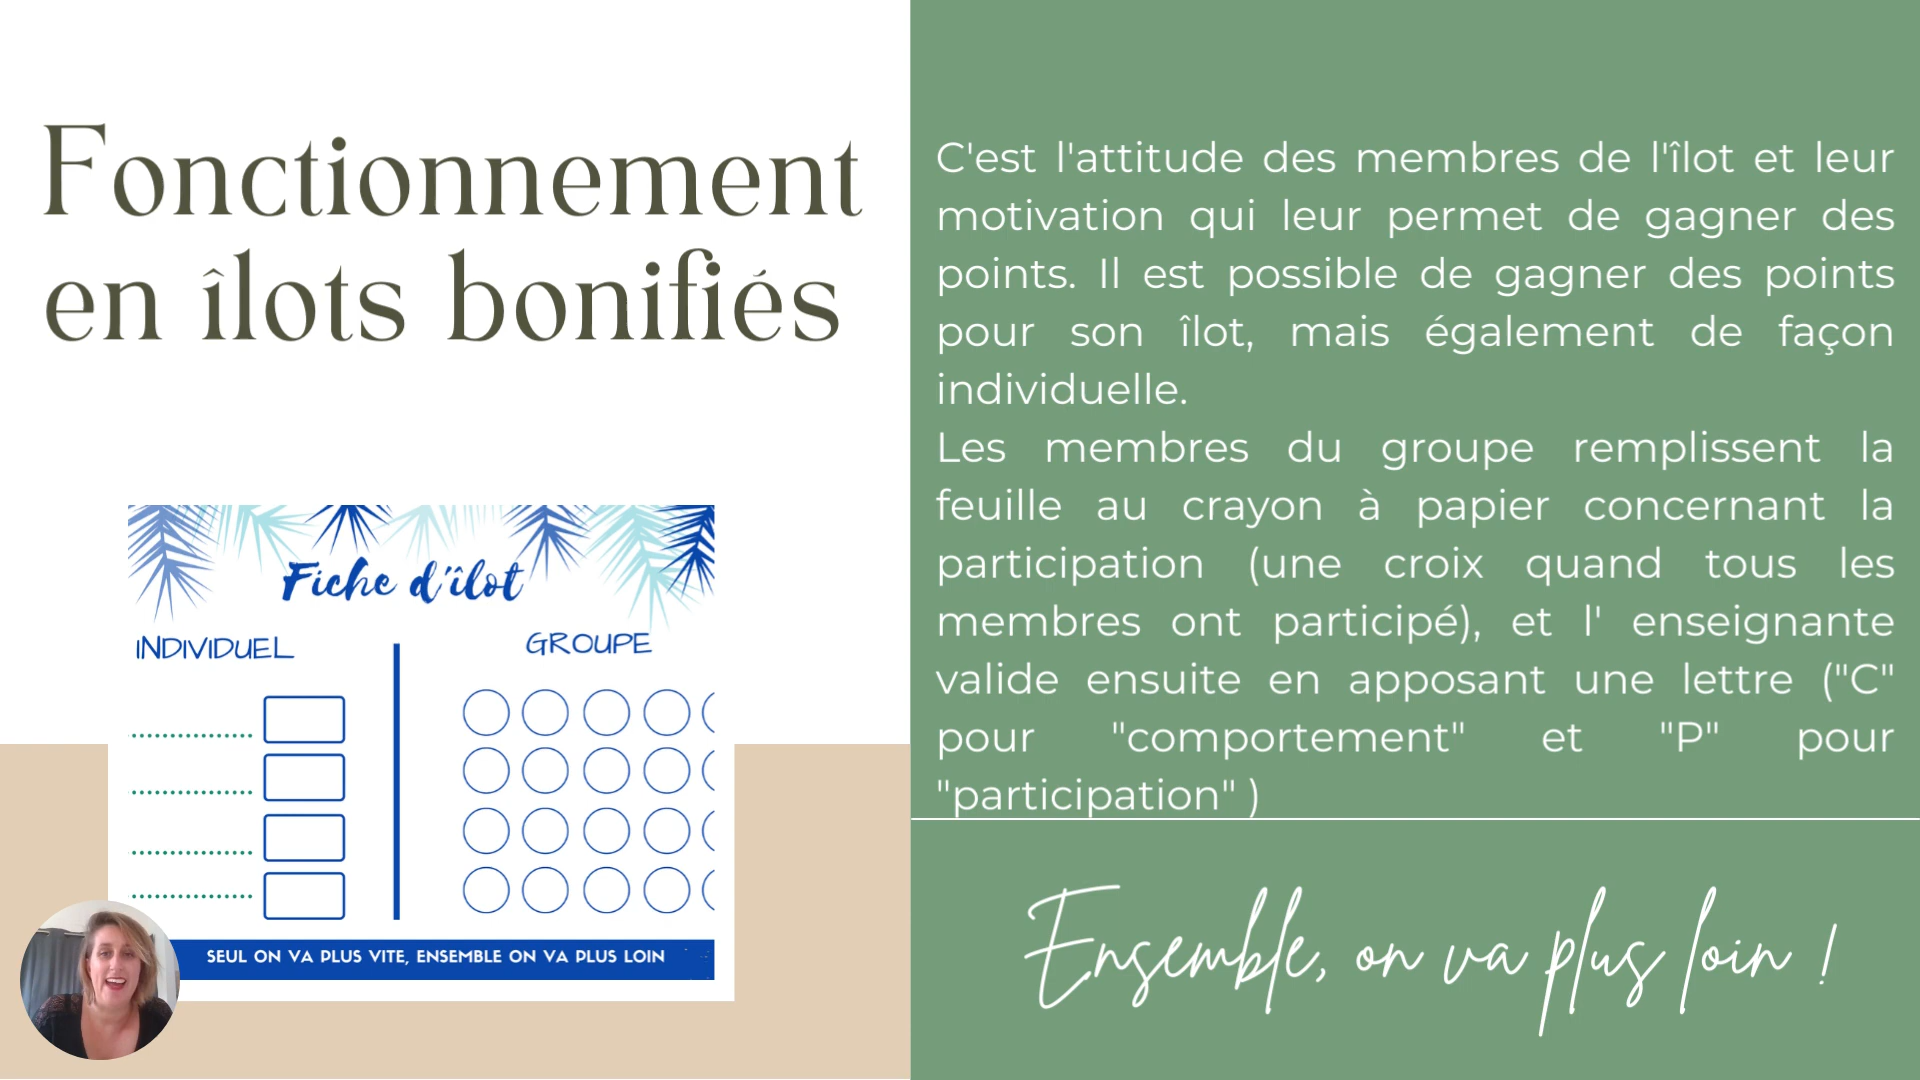 Fonctionnement
en îlots bonifiés
Fiche d'îlot
INDIVIDUEL
GROUPE
SEUL ON VA PLUS VITE, ENSEMBLE ON VA PLUS LOIN
C'est l'attitude des membres de l'îlot et leur
motivation qui leur permet de gagner des
points. Il est possible de gagner des points
pour son îlot, mais également de façon
individuelle.
Les membres du groupe remplissent la
feuille au crayon à papier concernant la
participation (une croix quand tous les
membres ont participé), et l' enseignante
valide ensuite en apposant une lettre ("C"
pour "comportement" et "P" pour
"participation" )
Ensemble, on va plus loin !